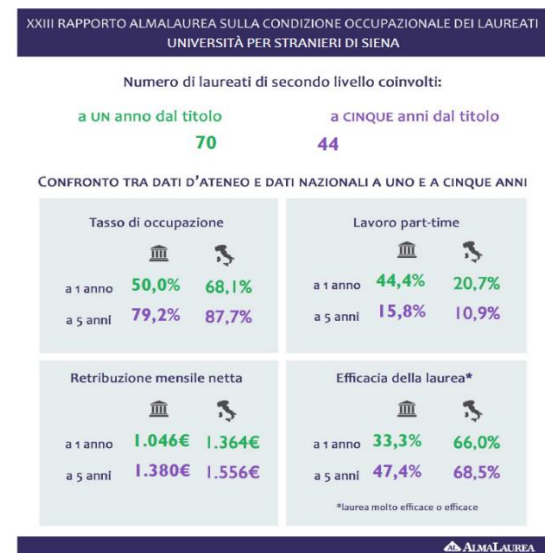 XXIII RAPPORTO ALMALAUREA SULLA CONDIZIONE OCCUPAZIONALE DEI LAUREATI
UNIVERSITÀ PER STRANIERI DI SIENA
Numero di laureati di secondo livello coinvolti:
a UN anno dal titolo
70
a CINQUE anni dal titolo
44
CONFRONTO TRA DATI D'ATENEO E DATI NAZIONALI A UNO E A CINQUE ANNI
Tasso di occupazione
a 1 anno 50,0% 68,1%
a 5 anni 79,2% 87,7%
Lavoro part-time
a 1 anno 44,4% 20,7%
a 5 anni 15,8% 10,9%
Retribuzione mensile netta
a 1 anno 1.046€ 1.364€
a 5 anni 1.380€ 1.556€
Efficacia della laurea*
a 1 anno 33,3% 66,0%
a 5 anni 47,4% 68,5%
*laurea molto efficace o efficace
AL ALMALAUREA